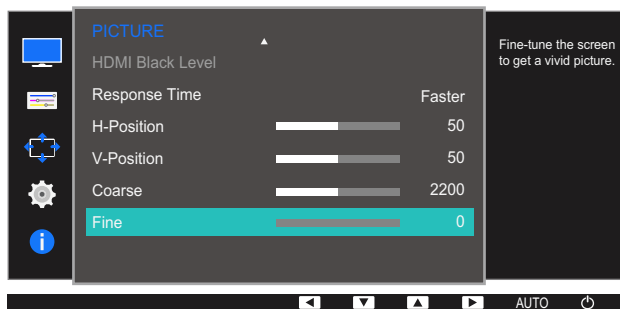 PICTURE
HDMI Black Level
Response Time Faster
H-Position 50
V-Position 50
Coarse 2200
Fine 0
Fine-tune the screen
to get a vivid picture.
i
AUTO